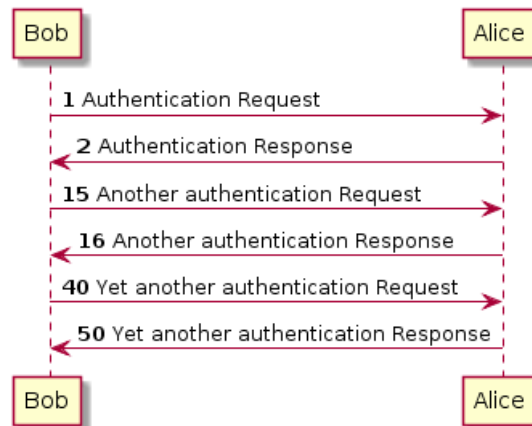 Bob Alice
1 Authentication Request
2 Authentication Response
15 Another authentication Request
16 Another authentication Response
40 Yet another authentication Request
50 Yet another authentication Response
Bob Alice